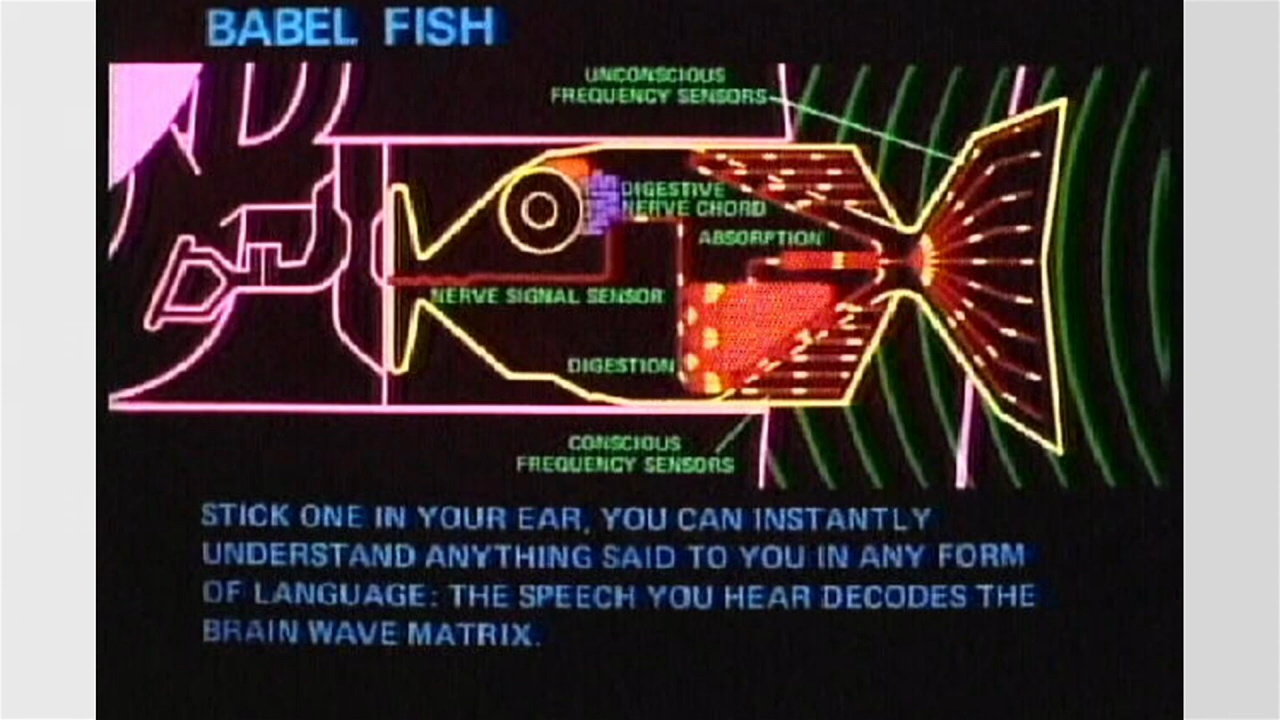 BABEL FISH
UNCONSCIOUS
FREQUENCY SENSORS
DIGESTIVE
NERVE CHORD
ABSORPTION
NERVE SIGNAL SENSOR
DIGESTION
CONSCIOUS
FREQUENCY SENSORS
STICK ONE IN YOUR EAR, YOU CAN INSTANTLY
UNDERSTAND ANYTHING SAID TO YOU IN ANY FORM
OF LANGUAGE: THE SPEECH YOU HEAR DECODES THE
BRAIN WAVE MATRIX.